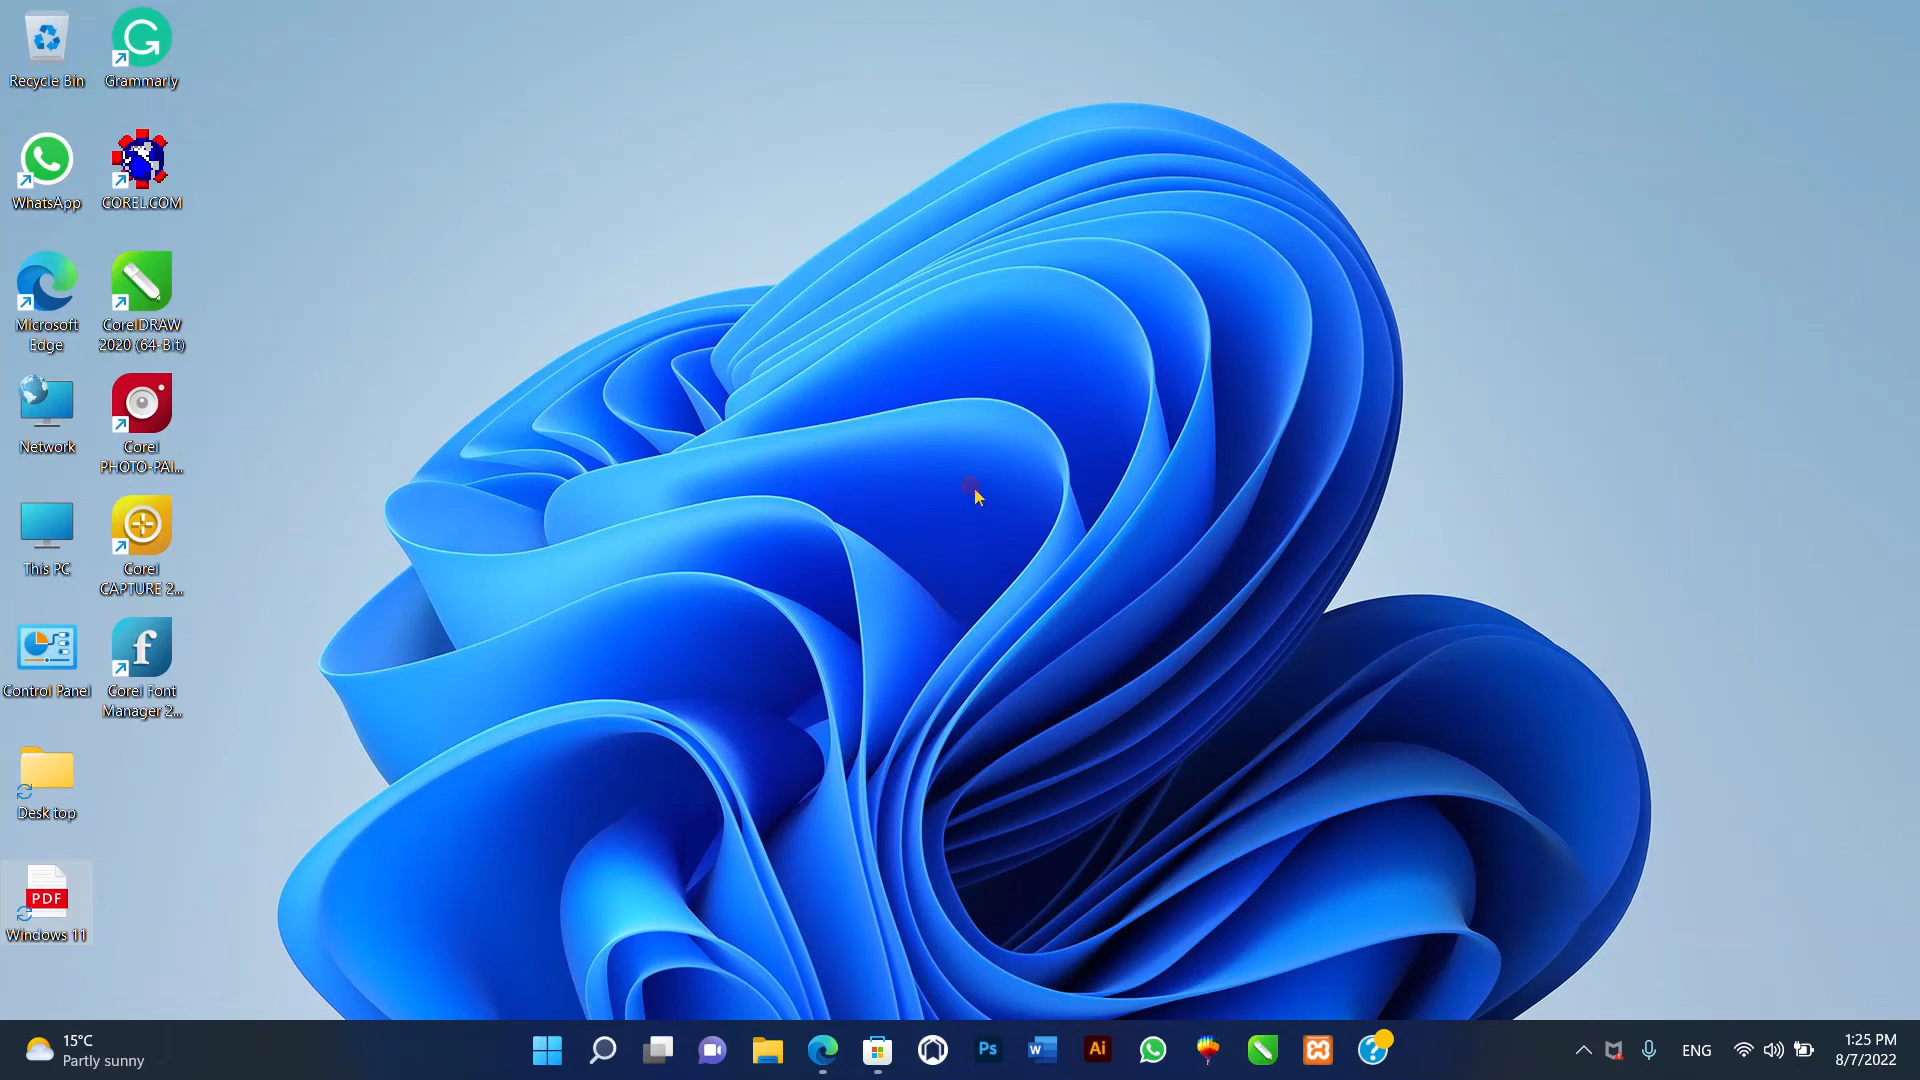 Recycle Bin
Grammarly
WhatsApp
COREL.COM
Microsoft
Edge
CorelDRAW
2020 (64-Bit)
Network
Corel
PHOTO-PAI...
This PC
Corel
CAPTURE 2...
Control Panel
f
Corel Font
Manager 2...
Desk top
PDF
Windows 11
15°C
Partly sunny
Ps
W
Ai
ENG
1:25 PM
8/7/2022